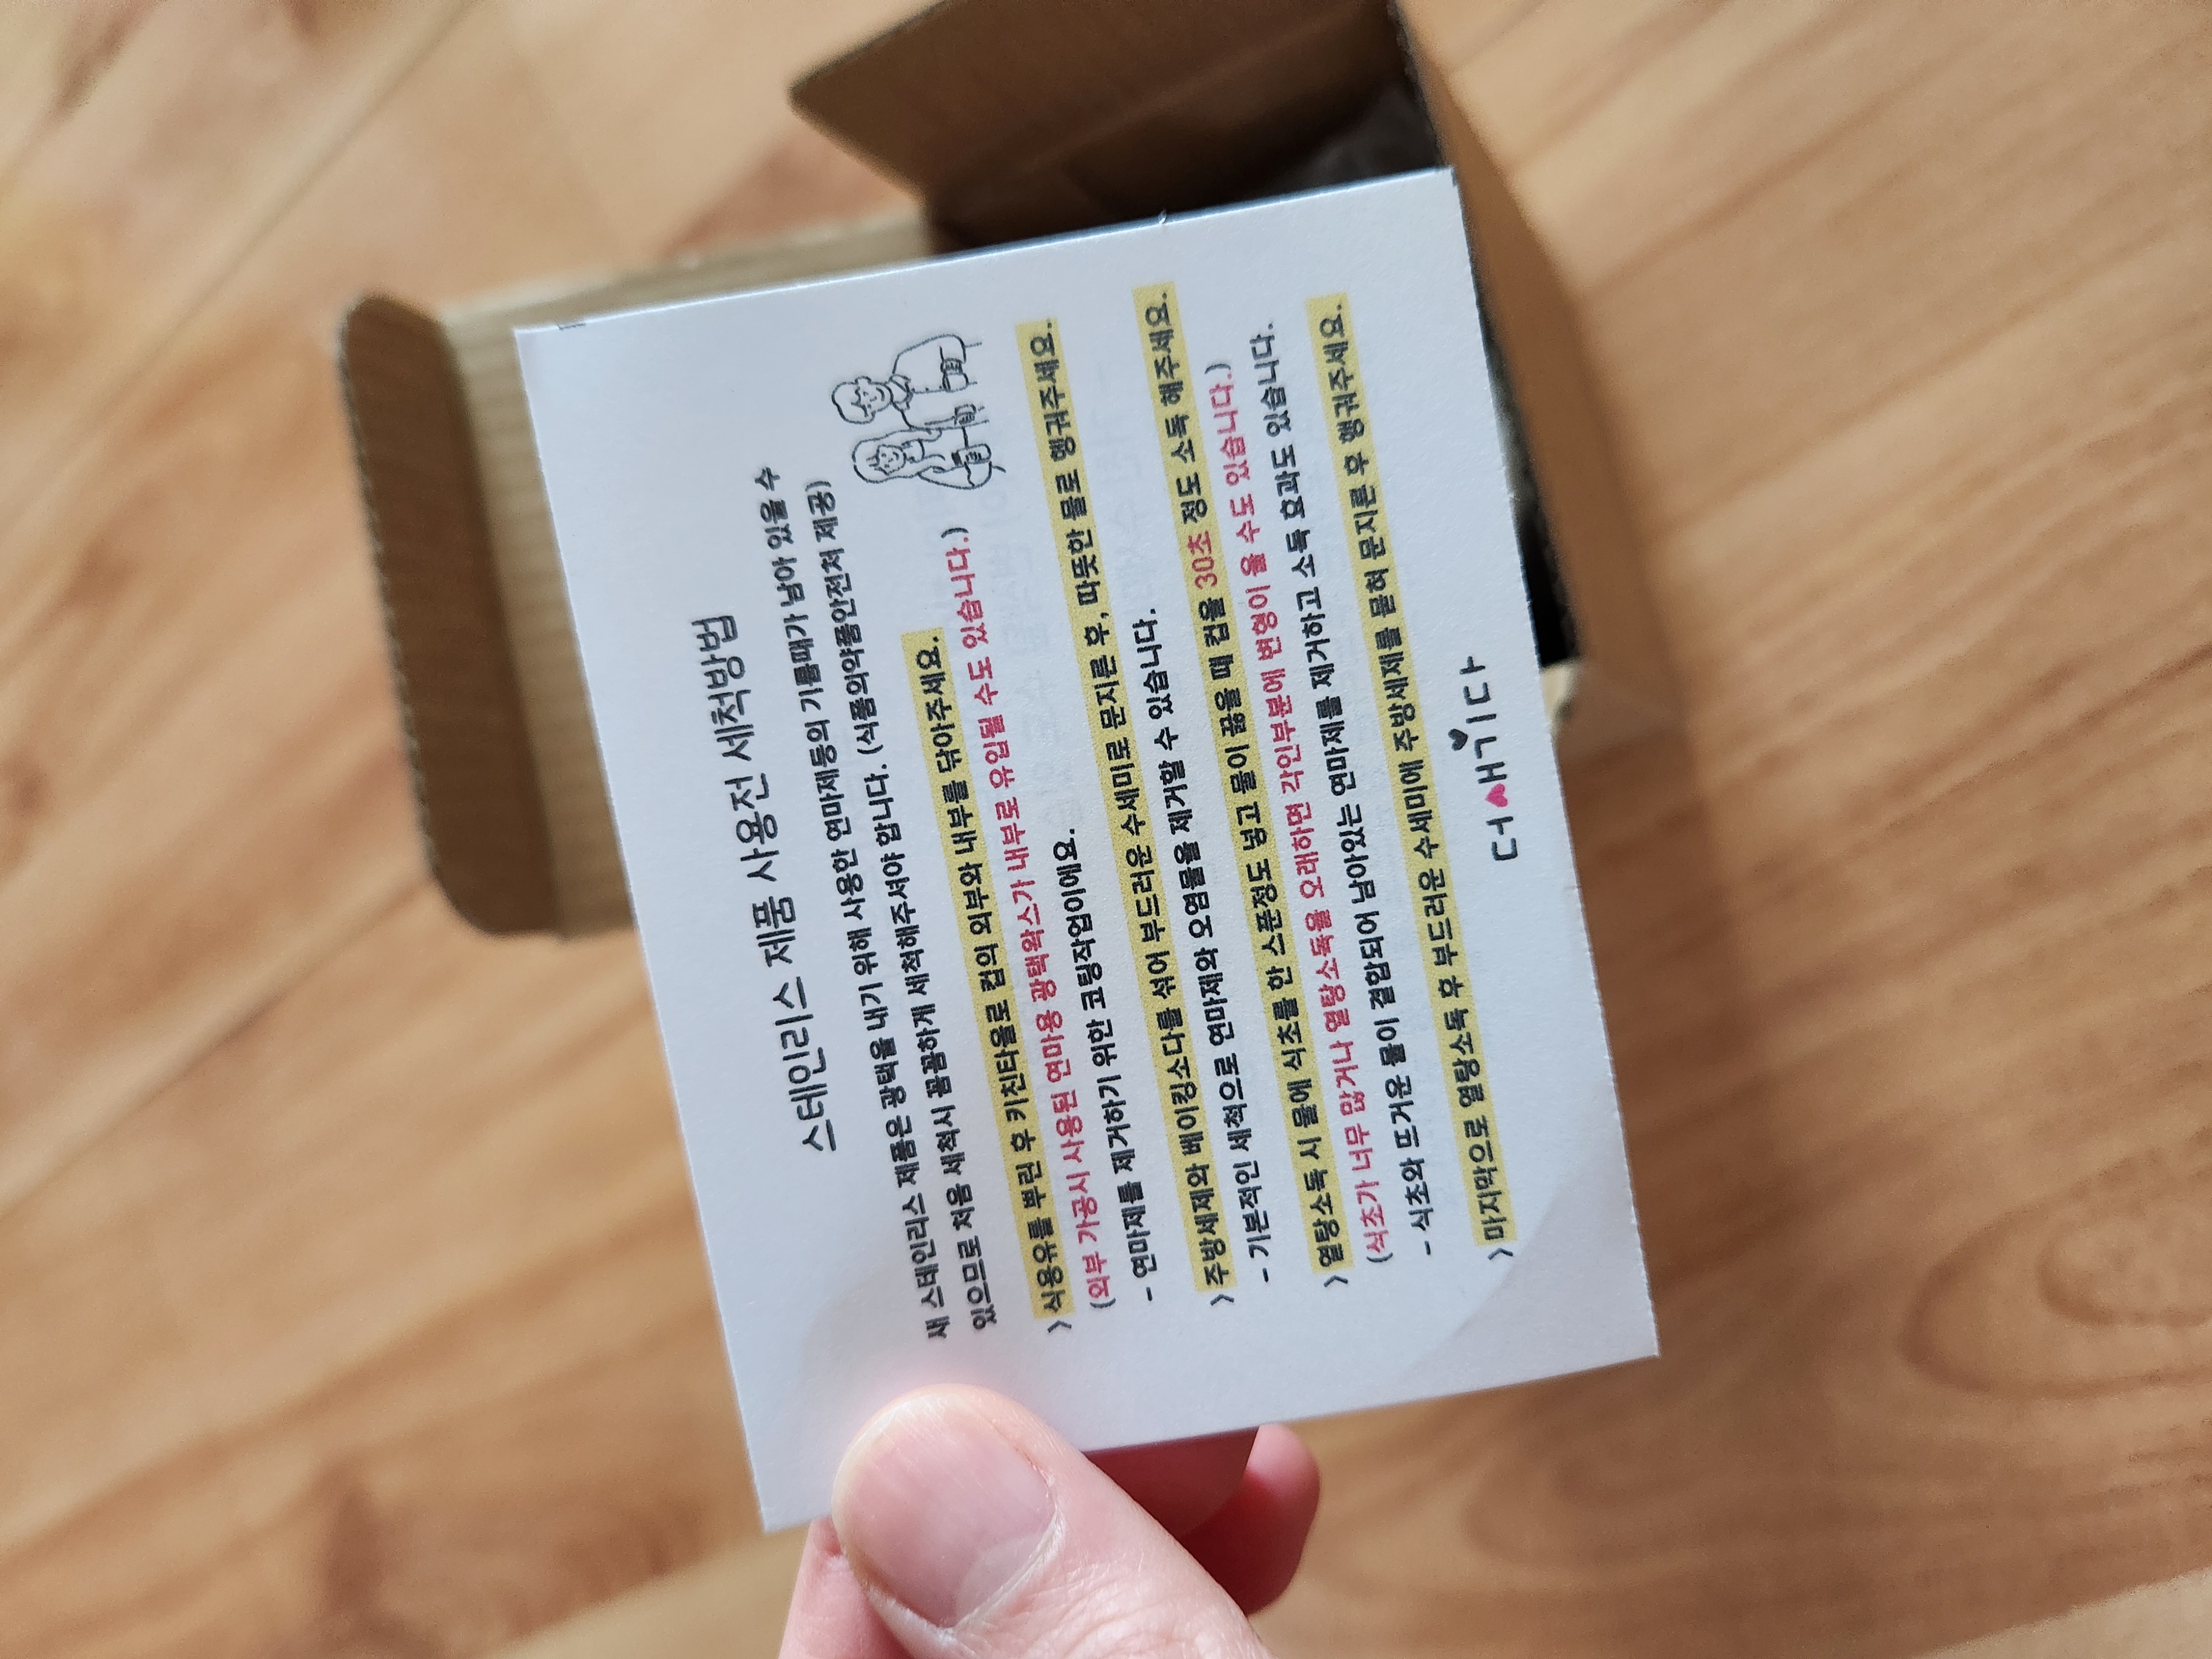 스테인리스 제품 사용전 세척방법
새 스테인리스 제품은 광택을 내기 위해 사용한 연마제등의 기름때가 남아 있을 수
있으므로 처음 세척시 꼼꼼하게 세척해주셔야 합니다. (식품의약품안전처 제공)
> 식용유를 뿌린 후 키친타올로 컵의 외부와 내부를 닦아주세요.
(외부 가공시 사용된 연마용 광택왁스가 내부로 유입될 수도 있습니다.)
- 연마제를 제거하기 위한 코팅작업이에요.
> 주방세제와 베이킹소다를 섞어 부드러운 수세미로 문지른 후, 따뜻한 물로 헹궈주세요.
- 기본적인 세척으로 연마제와 오염물을 제거할 수 있습니다.
> 열탕소독 시 물에 식초를 한 스푼정도 넣고 물이 끓을 때 컵을 30초 정도 소독 해주세요.
(식초가 너무 많거나 열탕소독을 오래하면 각인부분에 변형이 올 수도 있습니다.)
- 식초와 뜨거운 물이 결합되어 남아있는 연마제를 제거하고 소독 효과도 있습니다.
> 마지막으로 열탕소독 후 부드러운 수세미에 주방세제를 묻혀 문지른 후 헹궈주세요.
더새기다